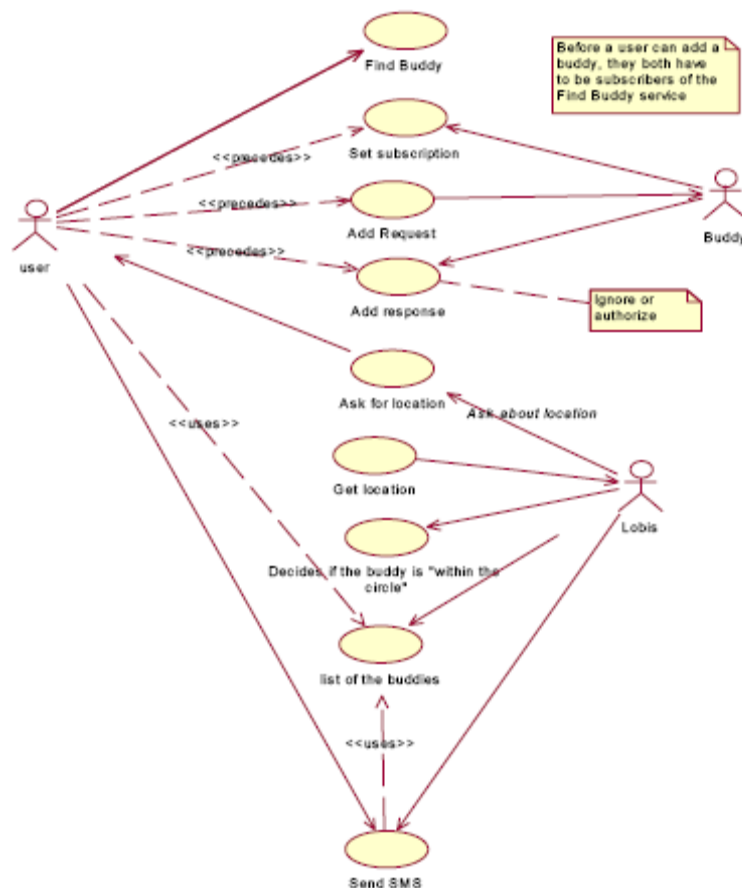 Find Buddy
Before a user can add a
buddy, they both have
to be subscribers of the
Find Buddy service
<<precedes>>
Set subscription
<<precedes>>
Add Request
Buddy
user
<<precedes>>
Add response
Ignore or
authorize
Ask for location
Ask about location
<<uses>>
Get location
Lobis
Decides if the buddy is "within the
circle"
list of the buddies
<<uses>>
Send SMS